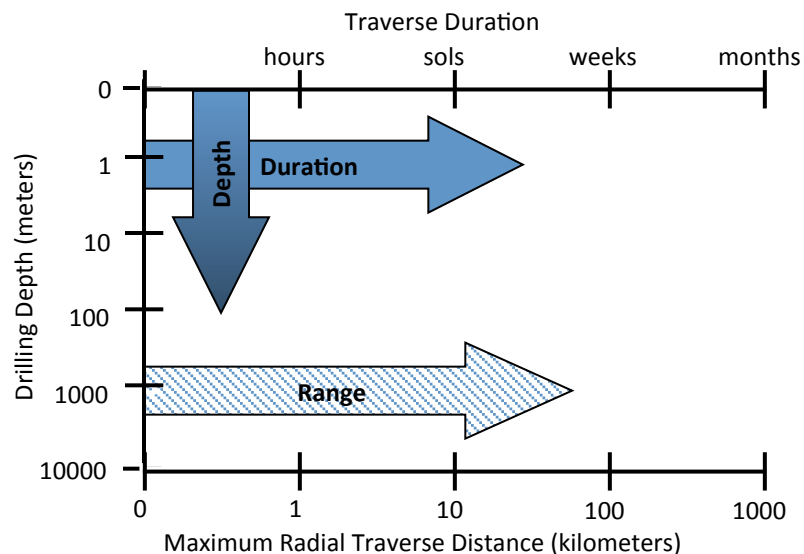 Traverse Duration
hours sols weeks months
0
1
10
100
1000
10000
Drilling Depth (meters)
Depth
Duration
Range
0 1 10 100 1000
Maximum Radial Traverse Distance (kilometers)